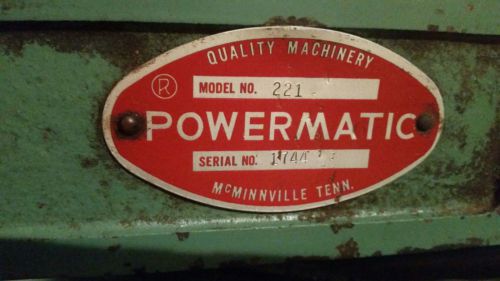 QUALITY MACHINERY
®
MODEL NO. 221
POWERMATIC
SERIAL NO. 1744
McMINNVILLE TENN.